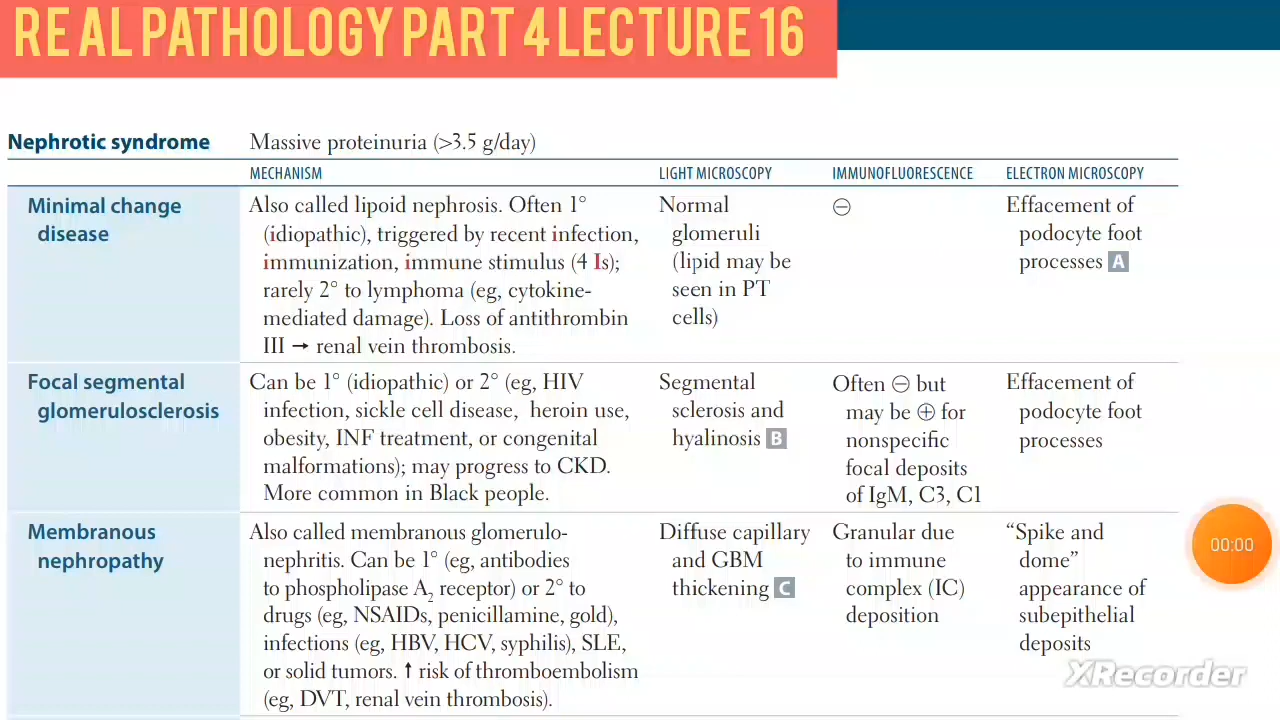 RE AL PATHOLOGY PART 4 LECTURE 16
Nephrotic syndrome Massive proteinuria (>3.5 g/day)
MECHANISM LIGHT MICROSCOPY IMMUNOFLUORESCENCE ELECTRON MICROSCOPY
Minimal change
disease
Also called lipoid nephrosis. Often 1°
(idiopathic), triggered by recent infection,
immunization, immune stimulus (4 Is);
rarely 2° to lymphoma (eg, cytokine-
mediated damage). Loss of antithrombin
III → renal vein thrombosis.
Normal
glomeruli
(lipid may be
seen in PT
cells)
⊖
Effacement of
podocyte foot
processes A
Focal segmental
glomerulosclerosis
Can be 1° (idiopathic) or 2° (eg, HIV
infection, sickle cell disease, heroin use,
obesity, INF treatment, or congenital
malformations); may progress to CKD.
More common in Black people.
Segmental
sclerosis and
hyalinosis B
Often ⊖ but
may be ⊕ for
nonspecific
focal deposits
of IgM, C3, C1
Effacement of
podocyte foot
processes
Membranous
nephropathy
Also called membranous glomerulo-
nephritis. Can be 1° (eg, antibodies
to phospholipase A₂ receptor) or 2° to
drugs (eg, NSAIDs, penicillamine, gold),
infections (eg, HBV, HCV, syphilis), SLE,
or solid tumors. ↑ risk of thromboembolism
(eg, DVT, renal vein thrombosis).
Diffuse capillary
and GBM
thickening C
Granular due
to immune
complex (IC)
deposition
“Spike and
dome”
appearance of
subepithelial
deposits
00:00
XRecorder